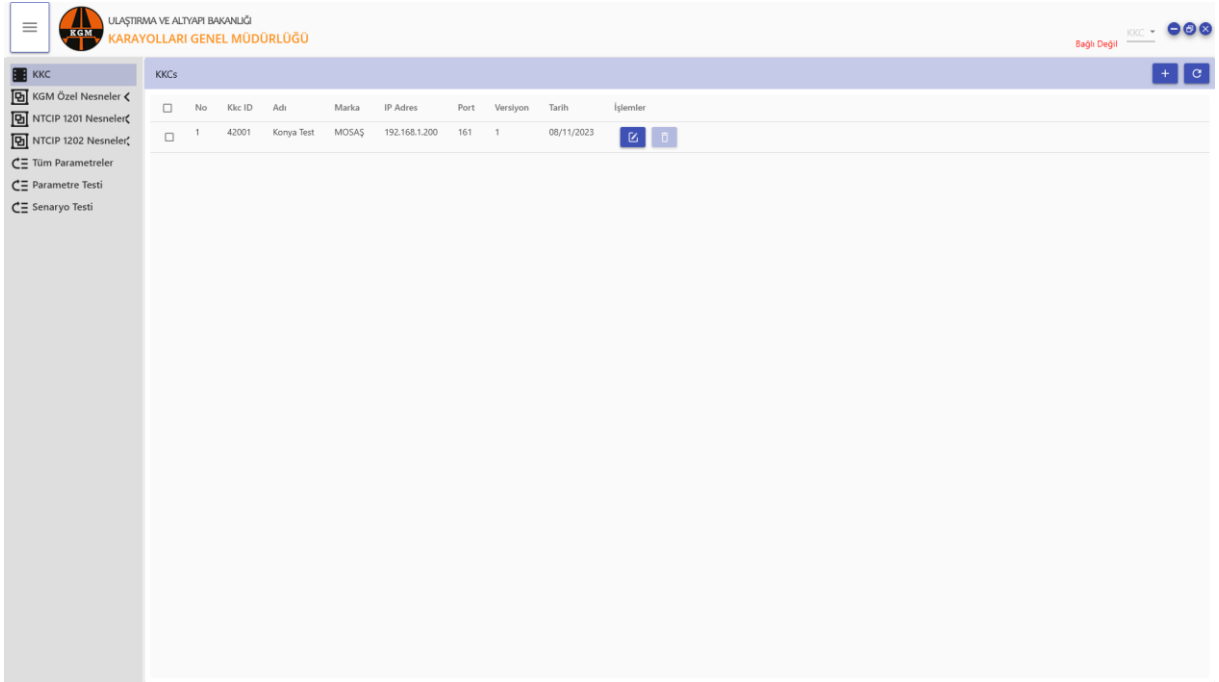 KGM
ULAŞTIRMA VE ALTYAPI BAKANLIĞI
KARAYOLLARI GENEL MÜDÜRLÜĞÜ
Bağlı Değil
KKC
KKC
KGM Özel Nesneler
NTCIP 1201 Nesneler
NTCIP 1202 Nesneler
Tüm Parametreler
Parametre Testi
Senaryo Testi
KKCs
No Kkc ID Adı Marka IP Adres Port Versiyon Tarih İşlemler
1 42001 Konya Test MOSAŞ 192.168.1.200 161 1 08/11/2023